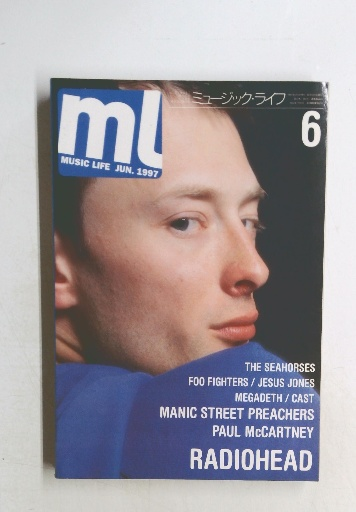 ml
MUSIC LIFE JUN. 1997
ミュージック・ライフ
6
THE SEAHORSES
FOO FIGHTERS / JESUS JONES
MEGADETH / CAST
MANIC STREET PREACHERS
PAUL McCARTNEY
RADIOHEAD